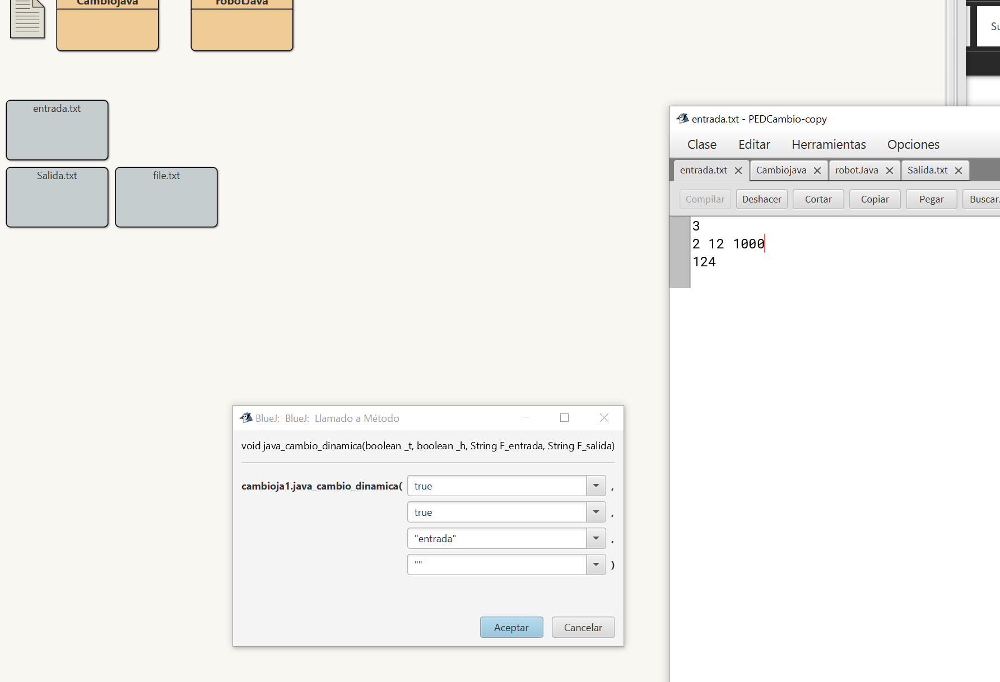 Cambiojava
robotJava
entrada.txt
Salida.txt
file.txt
Su
entrada.txt - PEDCambio-copy
Clase Editar Herramientas Opciones
entrada.txt Cambiojava robotJava Salida.txt
Compilar Deshacer Cortar Copiar Pegar Buscar.
3
2 12 1000
124
BlueJ: BlueJ: Llamado a Método
void java_cambio_dinamica(boolean _t, boolean _h, String F_entrada, String F_salida)
cambioja1.java_cambio_dinamica( true ,
true ,
"entrada" ,
"" )
Aceptar Cancelar